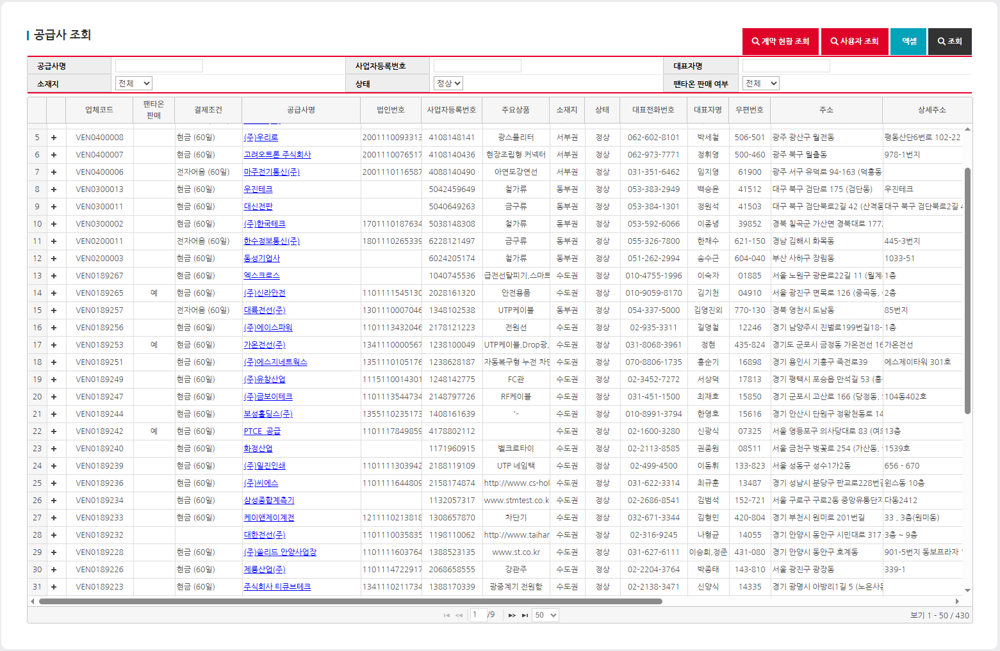 공급사 조회
계약 현황 조회 사용자 조회 엑셀 조회
공급사명 사업자등록번호 대표자명
소재지 전체 상태 정상 팬타온 판매 여부 전체
업체코드 팬타온 판매 결제조건 공급사명 법인번호 사업자등록번호 주요상품 소재지 상태 대표전화번호 대표자명 우편번호 주소 상세주소
5 VEN0400008 현금 (60일) (주)우리로 2001110093313 4108148141 광스플리터 서부권 정상 062-602-8101 박세철 506-501 광주 광산구 월전동 평동산단6번로 102-22
6 VEN0400007 현금 (60일) 고려오트론 주식회사 2001110076517 4108140436 현장조립형 커넥터 서부권 정상 062-973-7771 정휘영 500-460 광주 북구 월출동 978-1번지
7 VEN0400006 전자어음 (60일) 마주전기통신(주) 2001110116587 4088140490 아연도강연선 서부권 정상 031-351-6462 임지영 61900 광주 서구 유덕로 94-163 (덕흥동
8 VEN0300013 현금 (60일) 우진테크 5042459649 철가류 동부권 정상 053-383-2949 백승윤 41512 대구 북구 검단로 175 (검단동) 우진테크
9 VEN0300011 현금 (60일) 대신전판 5040649263 금구류 동부권 정상 053-384-1301 정원석 41503 대구 북구 검단북로2길 42 (산격동 대구 북구 검단북로2길 4
10 VEN0300002 현금 (60일) (주)한국테크 1701110187634 5038148308 철가류 동부권 정상 053-592-6066 이종녕 39852 경북 칠곡군 가산면 경북대로 1772
11 VEN0200011 전자어음 (60일) 한수정보통신(주) 1801110265339 6228121497 금구류 동부권 정상 055-326-7800 한채수 621-150 경남 김해시 화목동 445-3번지
12 VEN0200003 현금 (60일) 동성기업사 6024205174 철가류 동부권 정상 051-262-2994 송수근 604-040 부산 사하구 장림동 1033-51
13 VEN0189267 현금 (60일) 엑스크로스 1040745536 급전선탈피기,스마트 수도권 정상 010-4755-1996 이숙자 01885 서울 노원구 광운로22길 11 (월계 1층
14 VEN0189265 예 현금 (60일) (주)신라안전 1101111545130 2028161320 안전용품 수도권 정상 010-9059-8170 김기천 04910 서울 광진구 면목로 126 (중곡동, 2층
15 VEN0189257 전자어음 (60일) 대륙전선(주) 1301110007046 1348102538 UTP케이블 동부권 정상 054-337-5000 김영진외 770-130 경북 영천시 도남동 85번지
16 VEN0189256 현금 (60일) (주)에이스파워 1101113432046 2178121223 전원선 수도권 정상 02-935-3311 길영철 12246 경기 남양주시 진벌로199번길18- 1층
17 VEN0189253 예 현금 (60일) 가온전선(주) 1341110000567 1238100049 UTP케이블,Drop광, 수도권 정상 031-8068-3961 정현 435-824 경기도 군포시 금정동 가온전선 16 가온전선
18 VEN0189251 현금 (60일) (주)에스지네트웍스 1351110105176 1238628187 자동복구형 누전 차단 수도권 정상 070-8806-1735 홍순기 16898 경기 용인시 기흥구 죽전로39 에스제이타워 301호
19 VEN0189249 현금 (60일) (주)유창산업 1115110014301 1248142775 FC관 수도권 정상 02-3452-7272 서상덕 17813 경기 평택시 포승읍 만석길 53 (홍
20 VEN0189247 현금 (60일) (주)금보이테크 1101113544734 2148797726 RF케이블 수도권 정상 031-451-1500 최재호 15850 경기 군포시 고산로 166 (당정동, 104동402호
21 VEN0189244 현금 (60일) 보성홀딩스(주) 1355110235173 1408161639 '- 수도권 정상 010-8991-3794 한영호 15616 경기 안산시 단원구 정왕천동로 14
22 VEN0189242 예 현금 (60일) PTCE_공급 1101117849859 4178802112 수도권 정상 02-1600-3280 신광식 07325 서울 영등포구 의사당대로 83 (여의 13층
23 VEN0189240 현금 (60일) 화정산업 1171960915 벨크로타이 수도권 정상 02-2113-8585 권종원 08511 서울 금천구 벚꽃로 254 (가산동, 1539호
24 VEN0189239 현금 (60일) (주)일진인쇄 1101111303942 2188119109 UTP 네임택 수도권 정상 02-499-4500 이동휘 133-823 서울 성동구 성수1가2동 656 - 670
25 VEN0189236 현금 (60일) (주)씨에스 1101111644809 2158174874 http://www.cs-hol 수도권 정상 031-622-3314 최규훈 13487 경기 성남시 분당구 판교로228번길 윈스동 10층
26 VEN0189234 현금 (60일) 삼성종합계측기 1132057317 www.stmtest.co.k 수도권 정상 02-2686-8541 김범석 152-721 서울 구로구 구로2동 중앙유통단지 다동2412
27 VEN0189233 현금 (60일) 케이앤제이계전 1211110213818 1308657870 차단기 수도권 정상 032-671-3344 김형민 420-804 경기 부천시 원미로 201번길 33 , 3층(원미동)
28 VEN0189232 대한전선(주) 1101110035835 1198110062 http://www.taihar 수도권 정상 02-316-9245 나형균 14055 경기 안양시 동안구 시민대로 317 3층 ~ 9층
29 VEN0189228 현금 (60일) (주)쏠리드 안양사업장 1101111603764 1388523135 www.st.co.kr 수도권 정상 031-627-6111 이승희,정준 431-080 경기 안양시 동안구 호계동 901-5번지 동보프라자 1
30 VEN0189226 현금 (60일) 제룡산업(주) 1101114722917 2068658555 강관주 수도권 정상 02-2204-3764 박종태 143-810 서울 광진구 광장동 339-1
31 VEN0189223 현금 (60일) 주식회사 티큐브테크 1341110211734 1388170339 광중계기 전원함 수도권 정상 02-2138-3471 신양식 14335 경기 광명시 아방리1길 5 (노온사동
1 /9 50 보기 1 - 50 / 430